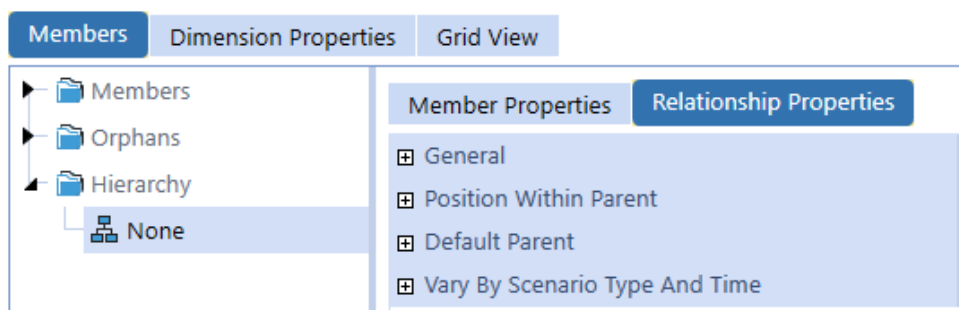 Members Dimension Properties Grid View
Members
Orphans
Hierarchy
None
Member Properties Relationship Properties
General
Position Within Parent
Default Parent
Vary By Scenario Type And Time